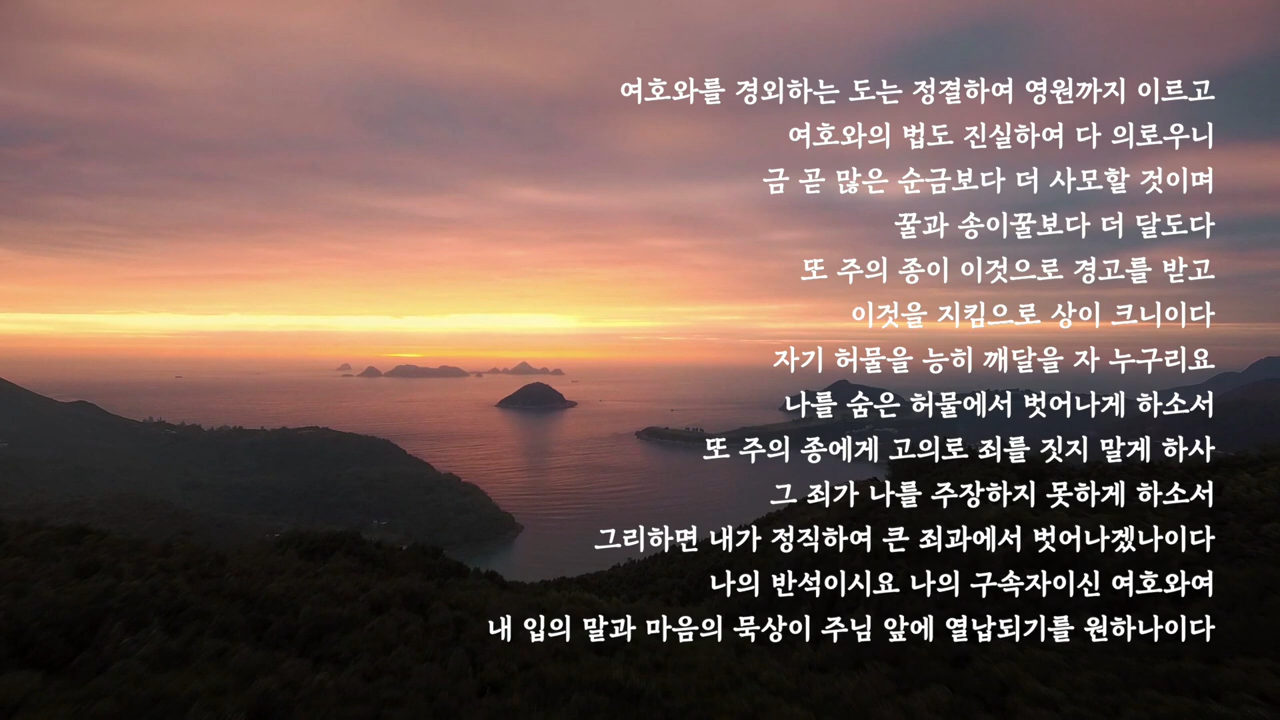 여호와를 경외하는 도는 정결하여 영원까지 이르고
여호와의 법도 진실하여 다 의로우니
금 곧 많은 순금보다 더 사모할 것이며
꿀과 송이꿀보다 더 달도다
또 주의 종이 이것으로 경고를 받고
이것을 지킴으로 상이 크니이다
자기 허물을 능히 깨달을 자 누구리요
나를 숨은 허물에서 벗어나게 하소서
또 주의 종에게 고의로 죄를 짓지 말게 하사
그 죄가 나를 주장하지 못하게 하소서
그리하면 내가 정직하여 큰 죄과에서 벗어나겠나이다
나의 반석이시요 나의 구속자이신 여호와여
내 입의 말과 마음의 묵상이 주님 앞에 열납되기를 원하나이다